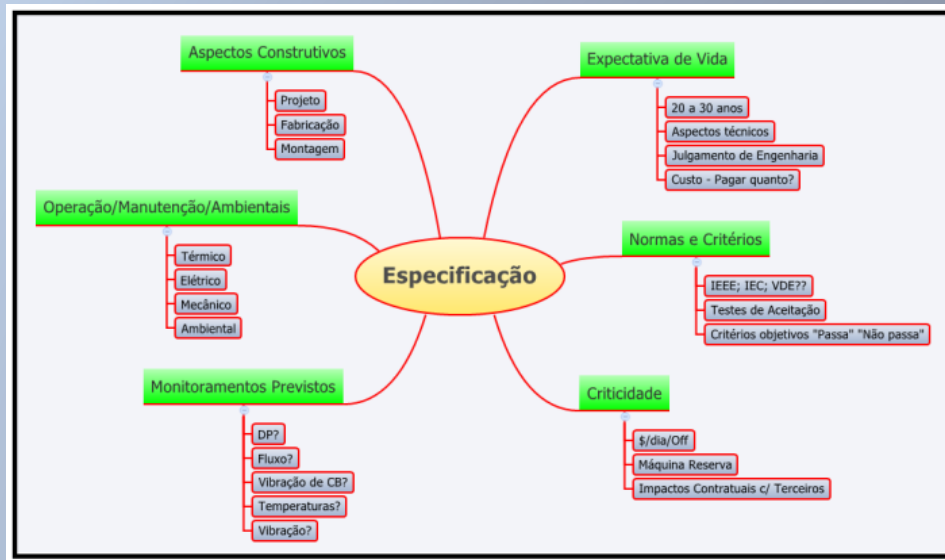 Aspectos Construtivos
Projeto
Fabricação
Montagem
Operação/Manutenção/Ambientais
Térmico
Elétrico
Mecânico
Ambiental
Monitoramentos Previstos
DP?
Fluxo?
Vibração de CB?
Temperaturas?
Vibração?
Especificação
Expectativa de Vida
20 a 30 anos
Aspectos técnicos
Julgamento de Engenharia
Custo - Pagar quanto?
Normas e Critérios
IEEE; IEC; VDE??
Testes de Aceitação
Critérios objetivos "Passa" "Não passa"
Criticidade
$/dia/Off
Máquina Reserva
Impactos Contratuais c/ Terceiros